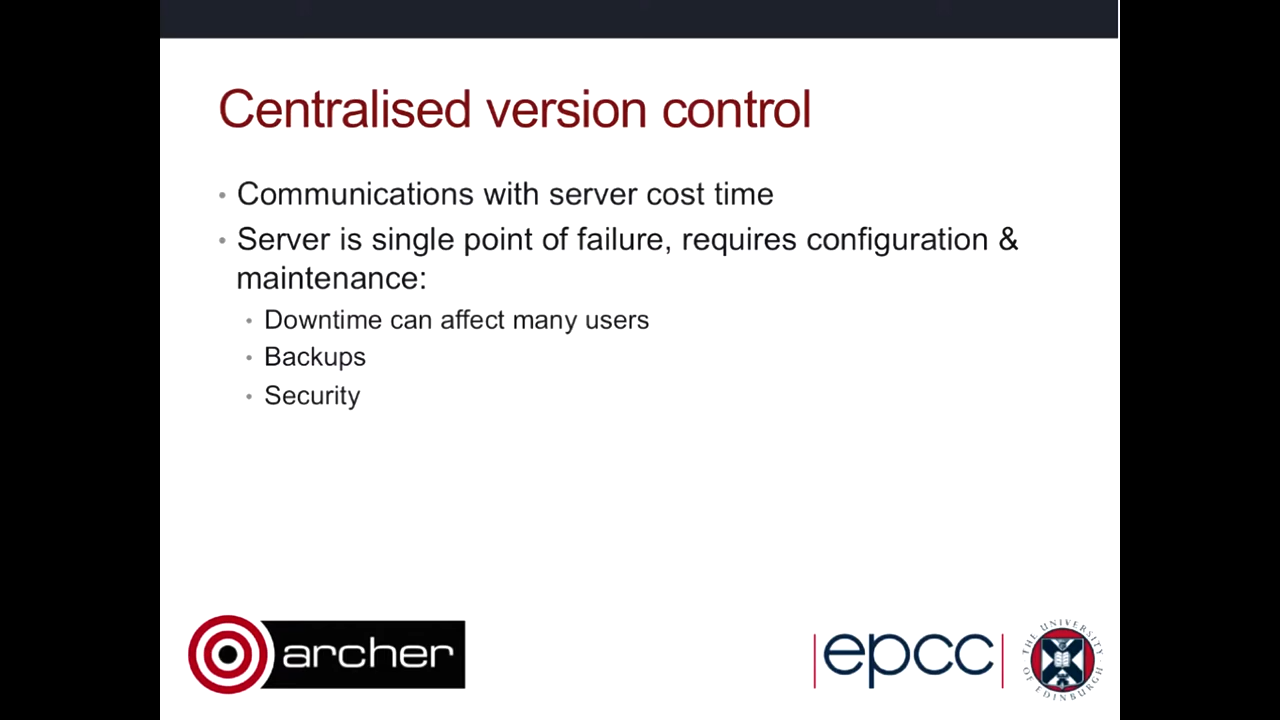 Centralised version control
• Communications with server cost time
• Server is single point of failure, requires configuration &
maintenance:
• Downtime can affect many users
• Backups
• Security
archer
epcc
THE UNIVERSITY
OF EDINBURGH